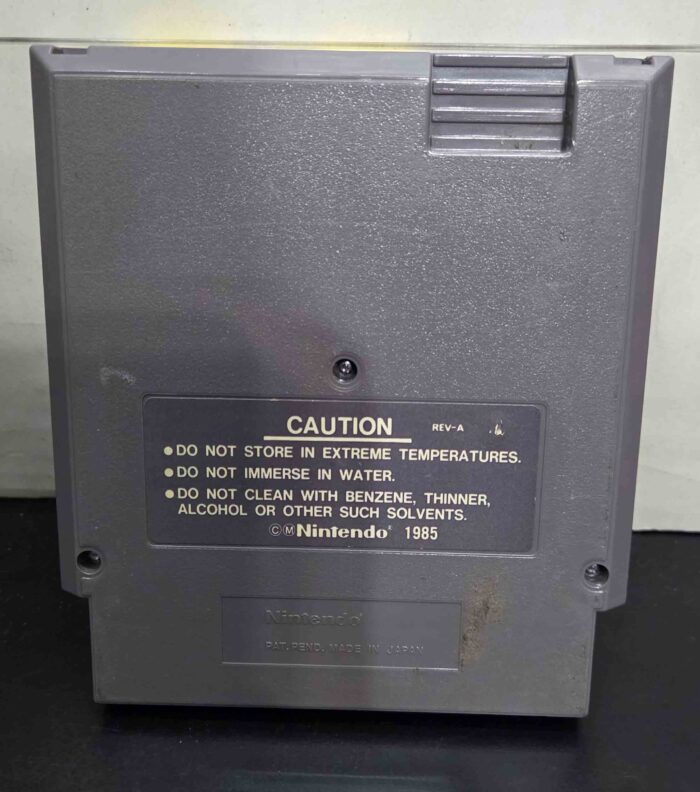 CAUTION REV-A
● DO NOT STORE IN EXTREME TEMPERATURES.
● DO NOT IMMERSE IN WATER.
● DO NOT CLEAN WITH BENZENE, THINNER,
ALCOHOL OR OTHER SUCH SOLVENTS.
ⒸⓂNintendo® 1985
Nintendo®
PAT. PEND. MADE IN JAPAN